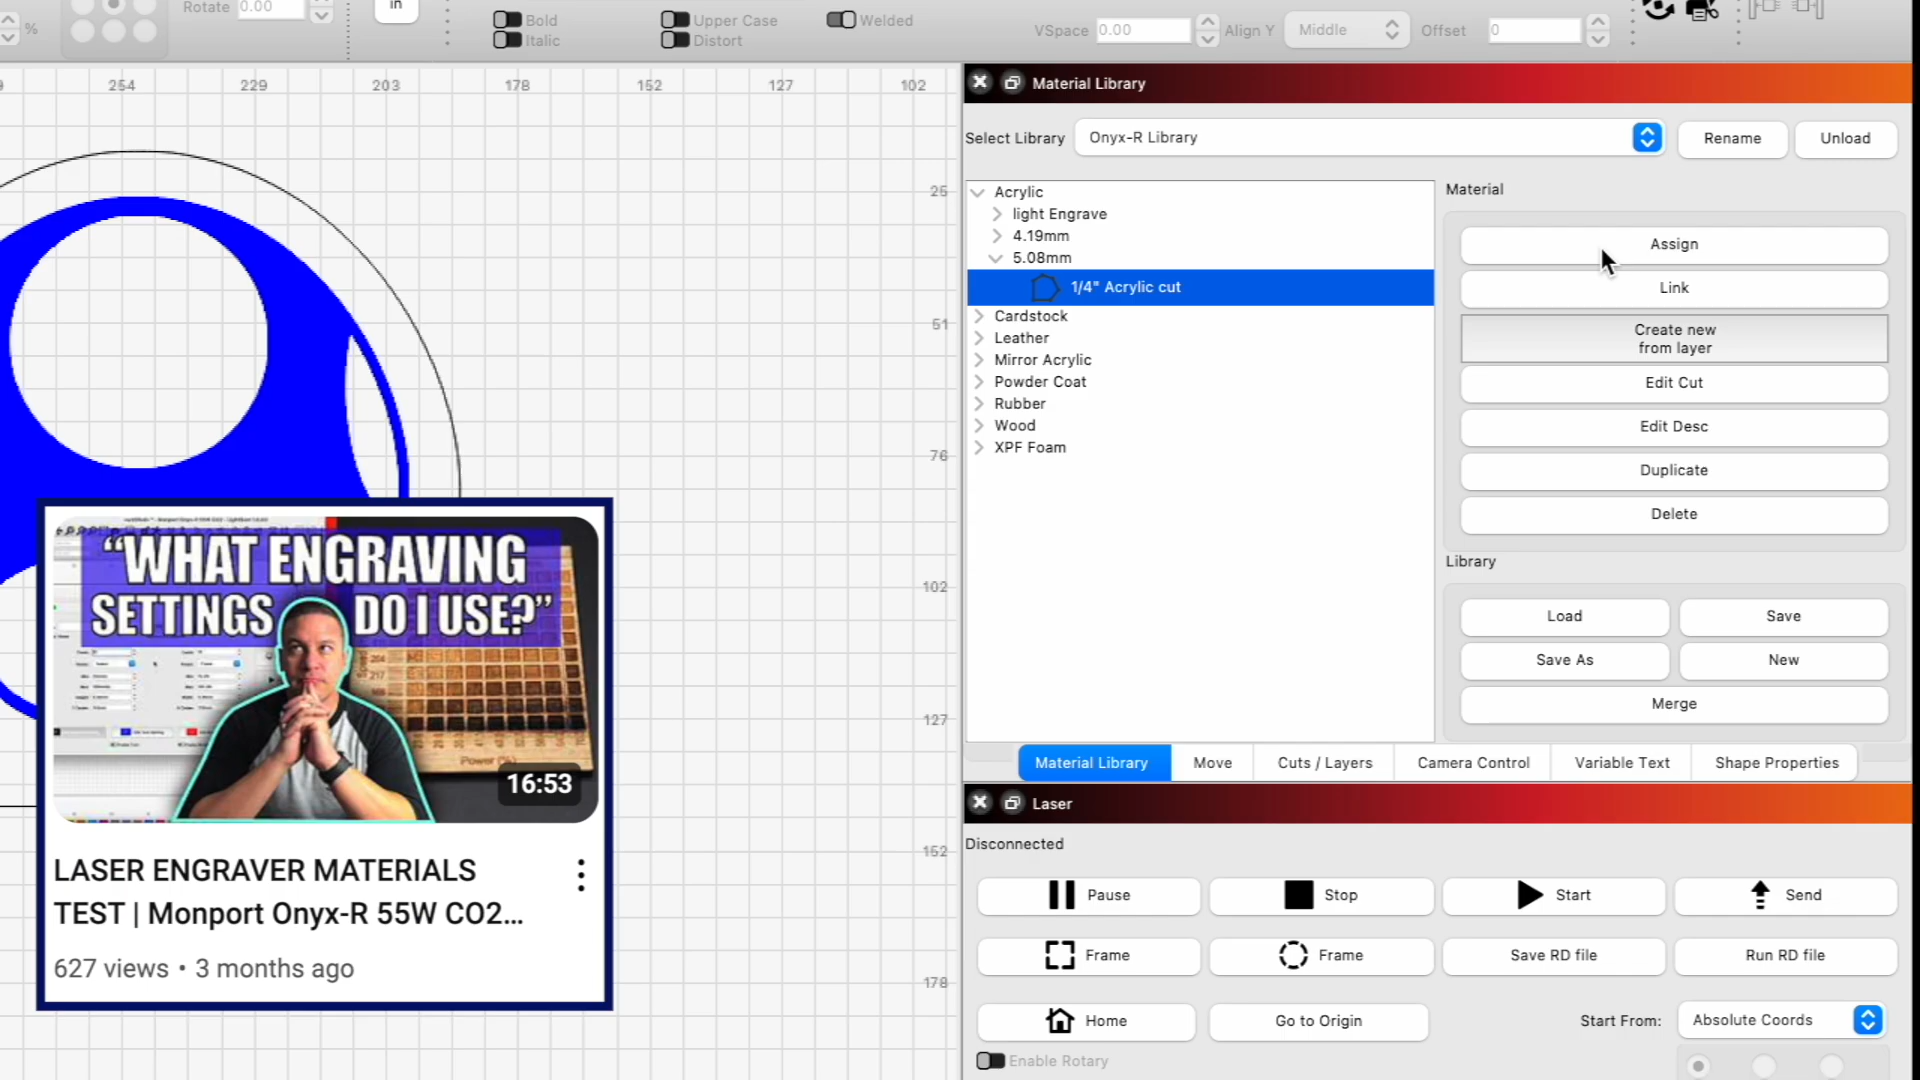 %
Rotate 0.00
in
Bold
Italic
Upper Case
Distort
Welded
VSpace 0.00
Align Y Middle
Offset 0
254 229 203 178 152 127 102
25
51
76
102
127
152
178
Material Library
Select Library Onyx-R Library
Rename
Unload
Acrylic
light Engrave
4.19mm
5.08mm
1/4" Acrylic cut
Cardstock
Leather
Mirror Acrylic
Powder Coat
Rubber
Wood
XPF Foam
Material
Assign
Link
Create new
from layer
Edit Cut
Edit Desc
Duplicate
Delete
Library
Load
Save
Save As
New
Merge
Material Library Move Cuts / Layers Camera Control Variable Text Shape Properties
Laser
Disconnected
Pause Stop Start Send
Frame Frame Save RD file Run RD file
Home Go to Origin Start From: Absolute Coords
Enable Rotary
“WHAT ENGRAVING
SETTINGS DO I USE?”
Power (%)
16:53
LASER ENGRAVER MATERIALS
TEST | Monport Onyx-R 55W CO2...
627 views • 3 months ago